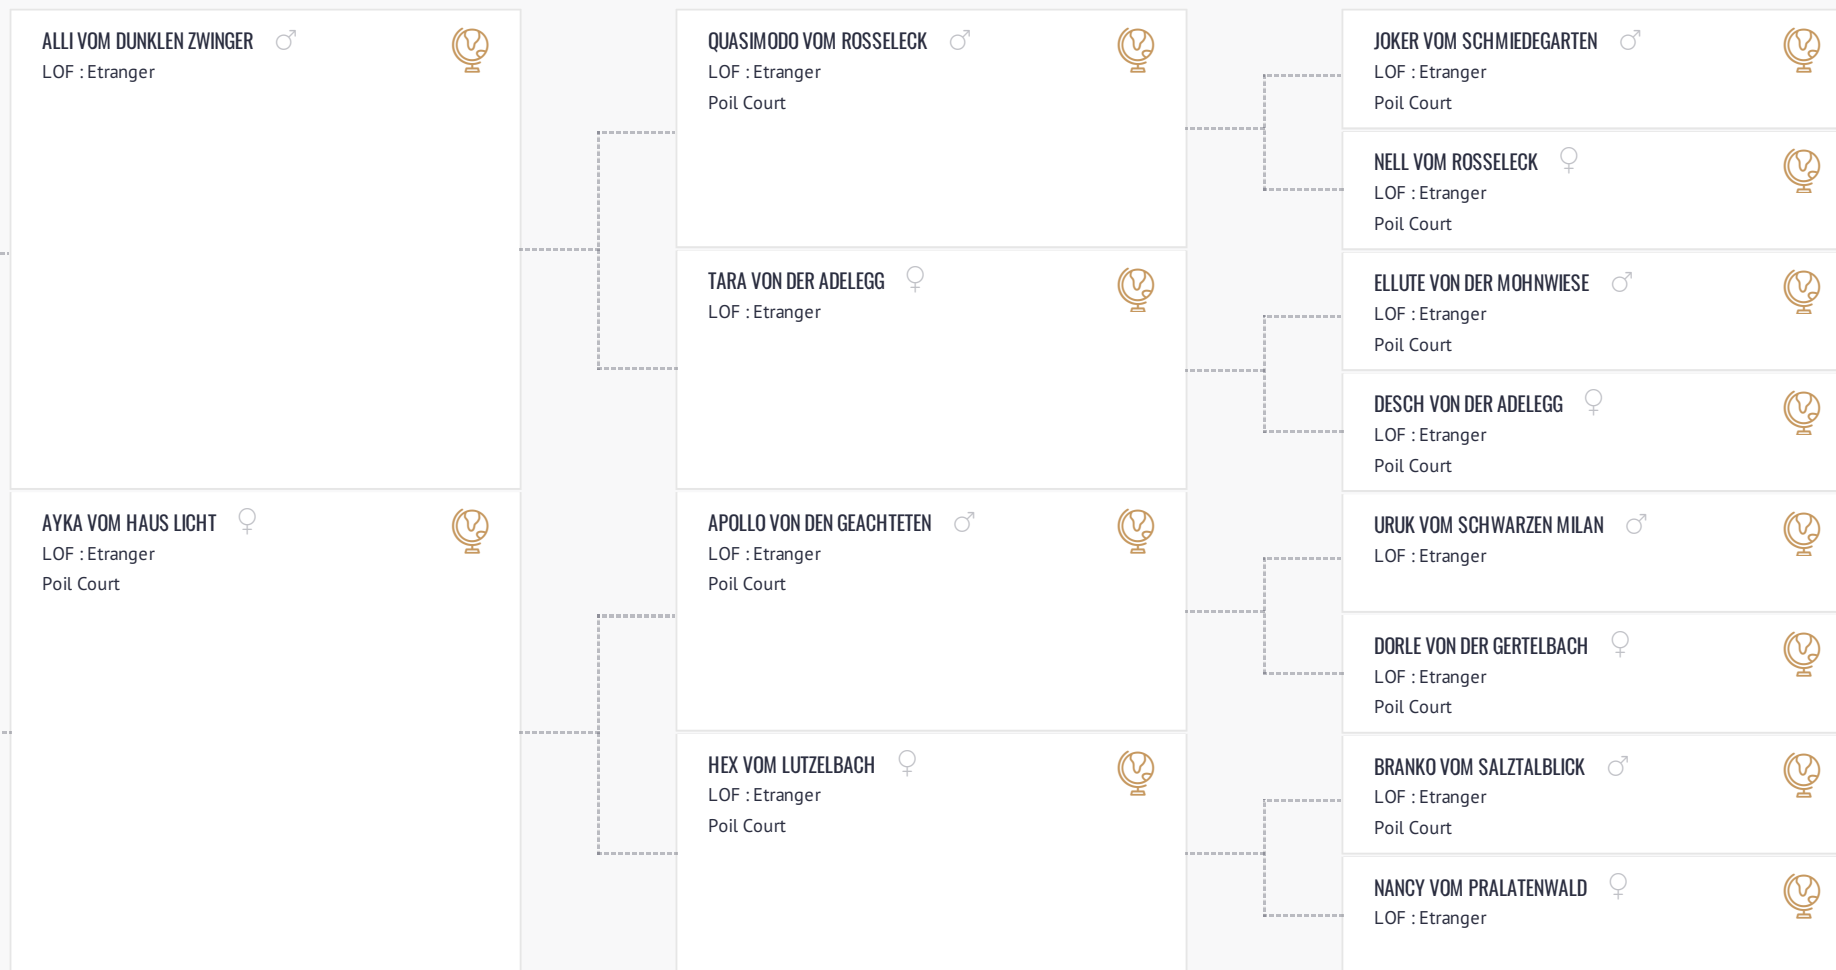 ALLI VOM DUNKLEN ZWINGER
LOF : Etranger
AYKA VOM HAUS LICHT
LOF : Etranger
Poil Court
QUASIMODO VOM ROSSELECK
LOF : Etranger
Poil Court
TARA VON DER ADELEGG
LOF : Etranger
APOLLO VON DEN GEACHTETEN
LOF : Etranger
Poil Court
HEX VOM LUTZELBACH
LOF : Etranger
Poil Court
JOKER VOM SCHMIEDEGARTEN
LOF : Etranger
Poil Court
NELL VOM ROSSELECK
LOF : Etranger
Poil Court
ELLUTE VON DER MOHNWIESE
LOF : Etranger
Poil Court
DESCH VON DER ADELEGG
LOF : Etranger
Poil Court
URUK VOM SCHWARZEN MILAN
LOF : Etranger
DORLE VON DER GERTELBACH
LOF : Etranger
Poil Court
BRANKO VOM SALZTALBLICK
LOF : Etranger
Poil Court
NANCY VOM PRALATENWALD
LOF : Etranger